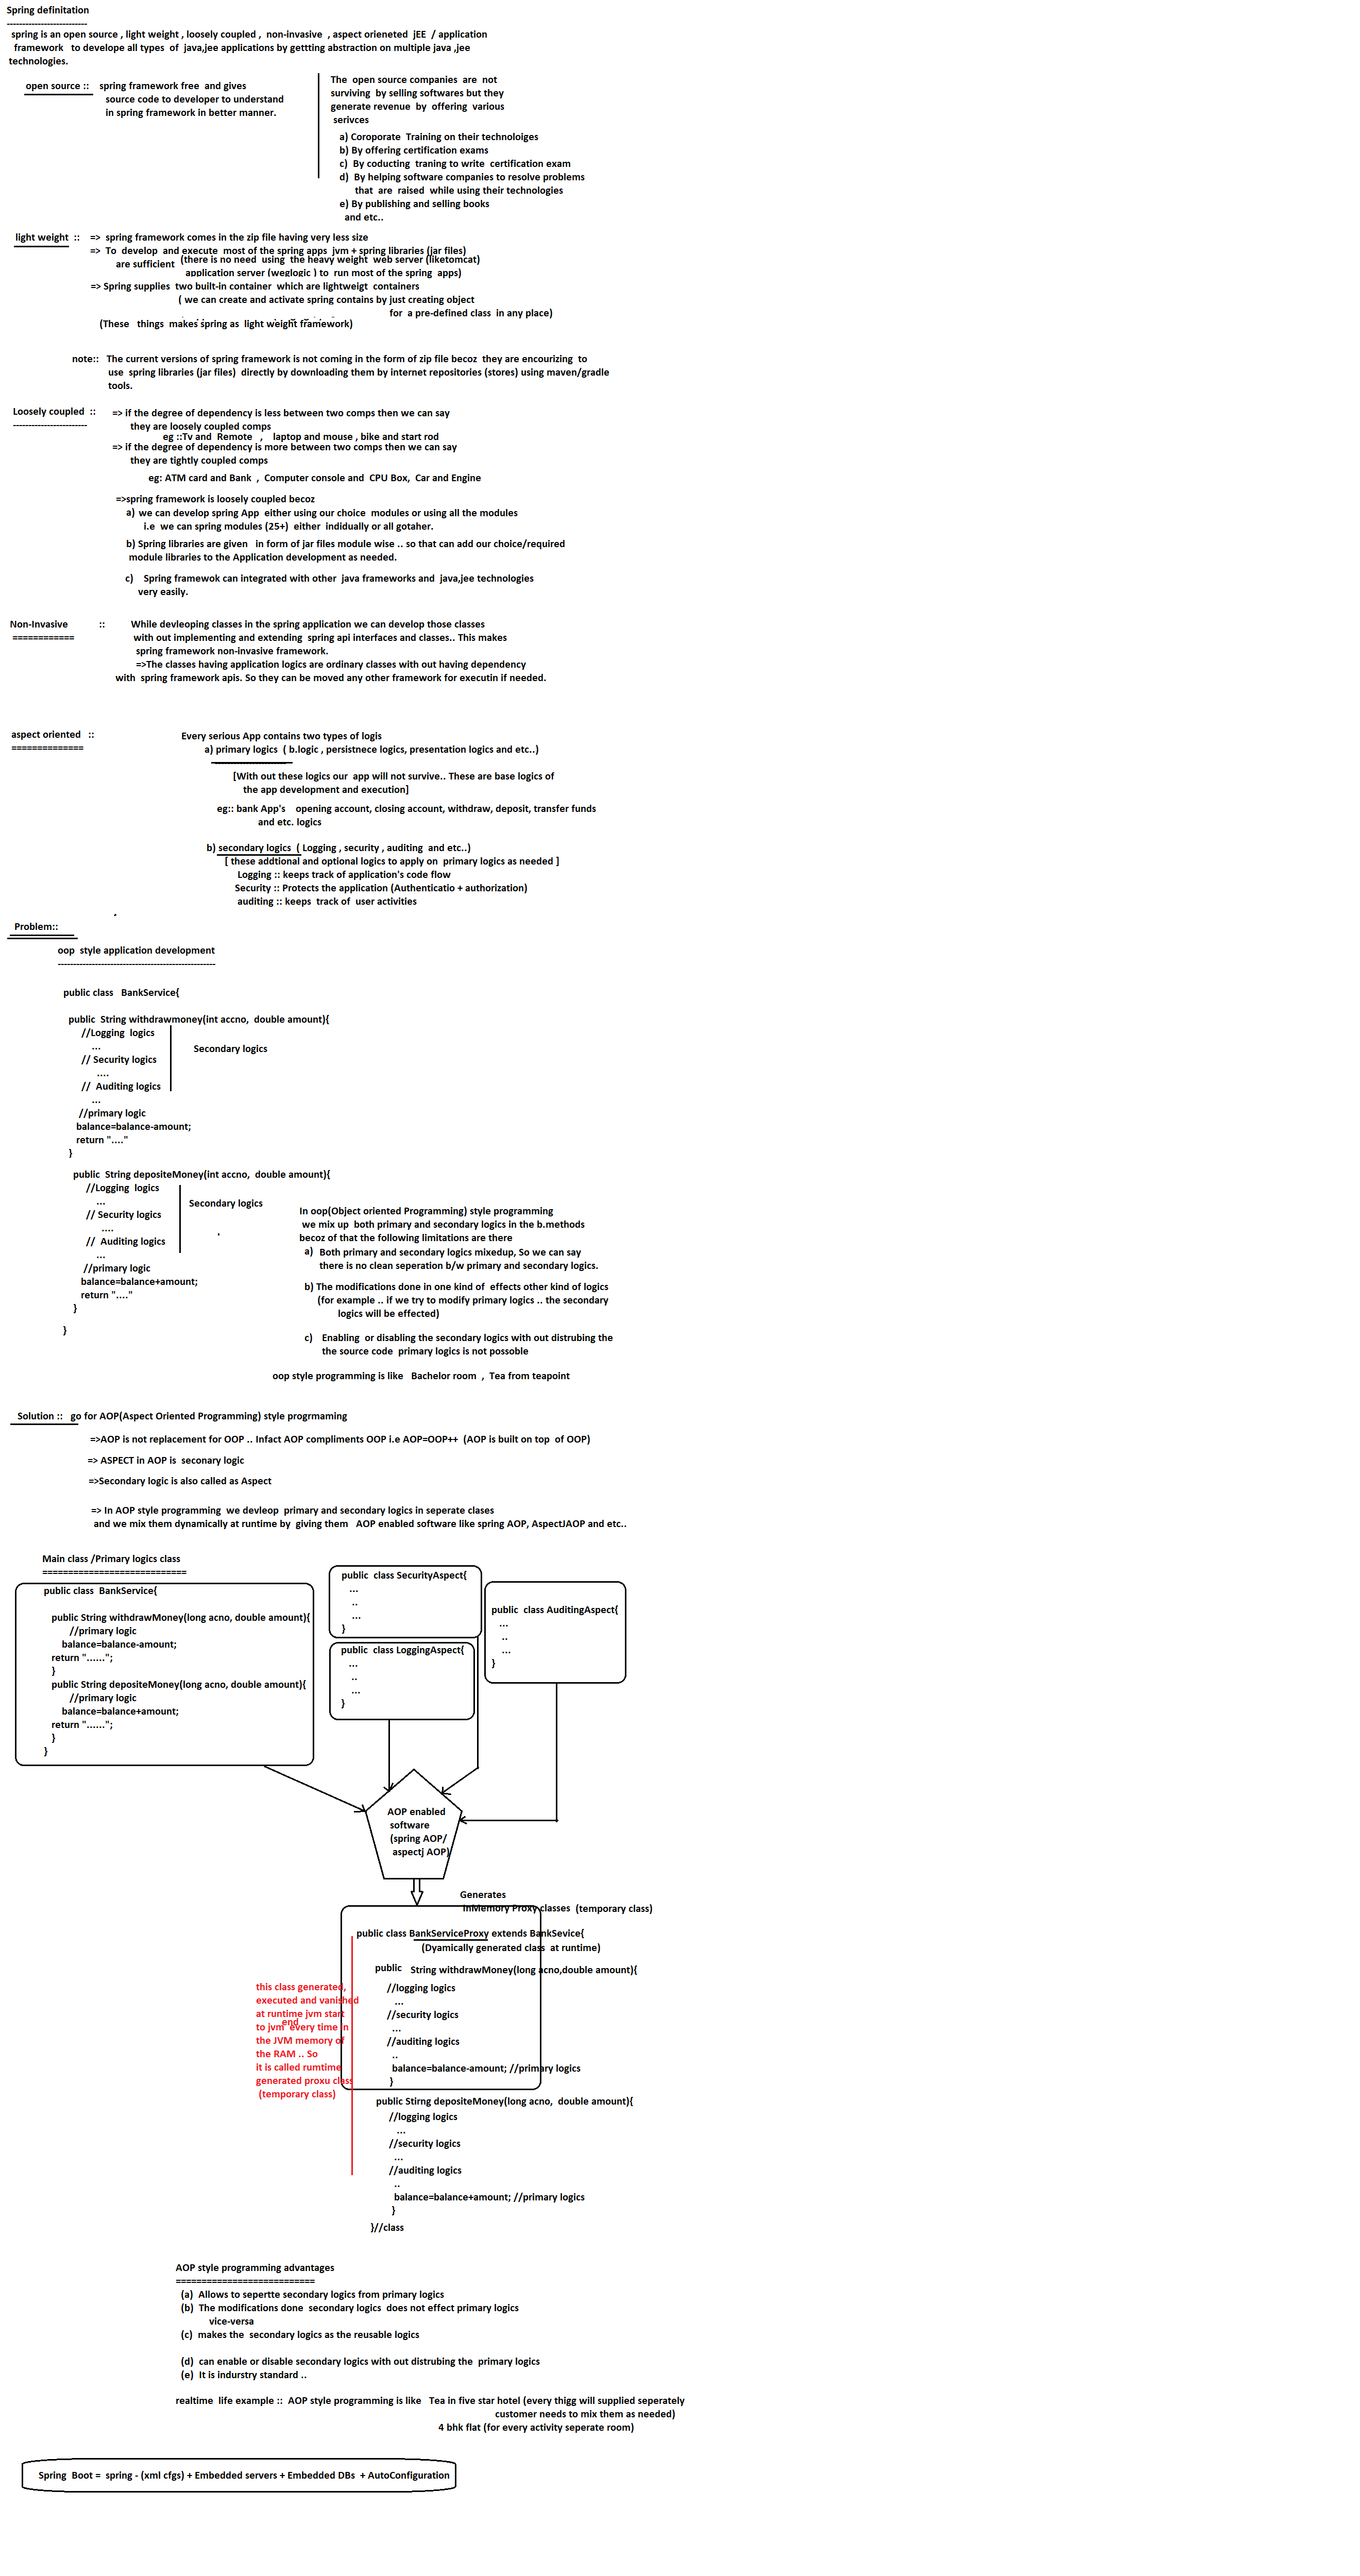 Spring definitation
--------------------------
spring is an open source , light weight , loosely coupled , non-invasive , aspect orieneted jEE / application
framework to develope all types of java,jee applications by gettting abstraction on multiple java ,jee
technologies.
open source :: spring framework free and gives
source code to developer to understand
in spring framework in better manner.
The open source companies are not
surviving by selling softwares but they
generate revenue by offering various
serivces
a) Coroporate Training on their technoloiges
b) By offering certification exams
c) By coducting traning to write certification exam
d) By helping software companies to resolve problems
that are raised while using their technologies
e) By publishing and selling books
and etc..
light weight :: => spring framework comes in the zip file having very less size
=> To develop and execute most of the spring apps jvm + spring libraries (jar files)
are sufficient (there is no need using the heavy weight web server (liketomcat)
application server (weglogic ) to run most of the spring apps)
=> Spring supplies two built-in container which are lightweigt containers
( we can create and activate spring contains by just creating object
for a pre-defined class in any place)
(These things makes spring as light weight framework)
note:: The current versions of spring framework is not coming in the form of zip file becoz they are encourizing to
use spring libraries (jar files) directly by downloading them by internet repositories (stores) using maven/gradle
tools.
Loosely coupled :: => if the degree of dependency is less between two comps then we can say
------------------------
they are loosely coupled comps
eg ::Tv and Remote , laptop and mouse , bike and start rod
=> if the degree of dependency is more between two comps then we can say
they are tightly coupled comps
eg: ATM card and Bank , Computer console and CPU Box, Car and Engine
=>spring framework is loosely coupled becoz
a) we can develop spring App either using our choice modules or using all the modules
i.e we can spring modules (25+) either indidually or all gotaher.
b) Spring libraries are given in form of jar files module wise .. so that can add our choice/required
module libraries to the Application development as needed.
c) Spring framewok can integrated with other java frameworks and java,jee technologies
very easily.
Non-Invasive :: While devleoping classes in the spring application we can develop those classes
============ with out implementing and extending spring api interfaces and classes.. This makes
spring framework non-invasive framework.
=>The classes having application logics are ordinary classes with out having dependency
with spring framework apis. So they can be moved any other framework for executin if needed.
aspect oriented :: Every serious App contains two types of logis
============== a) primary logics ( b.logic , persistnece logics, presentation logics and etc..)
[With out these logics our app will not survive.. These are base logics of
the app development and execution]
eg:: bank App's opening account, closing account, withdraw, deposit, transfer funds
and etc. logics
b) secondary logics ( Logging , security , auditing and etc..)
[ these addtional and optional logics to apply on primary logics as needed ]
Logging :: keeps track of application's code flow
Security :: Protects the application (Authenticatio + authorization)
auditing :: keeps track of user activities
Problem::
oop style application development
----------------------------------------------------
public class BankService{
public String withdrawmoney(int accno, double amount){
//Logging logics
...
Secondary logics
// Security logics
....
// Auditing logics
...
//primary logic
balance=balance-amount;
return "...."
}
public String depositeMoney(int accno, double amount){
//Logging logics
...
Secondary logics
// Security logics
....
// Auditing logics
...
//primary logic
balance=balance+amount;
return "...."
}
}
In oop(Object oriented Programming) style programming
we mix up both primary and secondary logics in the b.methods
becoz of that the following limitations are there
a) Both primary and secondary logics mixedup, So we can say
there is no clean seperation b/w primary and secondary logics.
b) The modifications done in one kind of effects other kind of logics
(for example .. if we try to modify primary logics .. the secondary
logics will be effected)
c) Enabling or disabling the secondary logics with out distrubing the
the source code primary logics is not possoble
oop style programming is like Bachelor room , Tea from teapoint
Solution :: go for AOP(Aspect Oriented Programming) style progrmaming
=>AOP is not replacement for OOP .. Infact AOP compliments OOP i.e AOP=OOP++ (AOP is built on top of OOP)
=> ASPECT in AOP is seconary logic
=>Secondary logic is also called as Aspect
=> In AOP style programming we devleop primary and secondary logics in seperate clases
and we mix them dynamically at runtime by giving them AOP enabled software like spring AOP, AspectJAOP and etc..
Main class /Primary logics class
============================
public class BankService{
public String withdrawMoney(long acno, double amount){
//primary logic
balance=balance-amount;
return "......";
}
public String depositeMoney(long acno, double amount){
//primary logic
balance=balance+amount;
return "......";
}
}
public class SecurityAspect{
...
..
...
}
public class LoggingAspect{
...
..
...
}
public class AuditingAspect{
...
..
...
}
AOP enabled
software
(spring AOP/
aspectj AOP)
Generates
inMemory Proxy classes (temporary class)
public class BankServiceProxy extends BankSevice{
(Dyamically generated class at runtime)
public String withdrawMoney(long acno,double amount){
//logging logics
...
//security logics
...
//auditing logics
..
balance=balance-amount; //primary logics
}
this class generated,
executed and vanished
at runtime jvm start
end
to jvm every time in
the JVM memory of
the RAM .. So
it is called rumtime
generated proxu class
(temporary class)
public Stirng depositeMoney(long acno, double amount){
//logging logics
...
//security logics
...
//auditing logics
..
balance=balance+amount; //primary logics
}
}//class
AOP style programming advantages
===========================
(a) Allows to sepertte secondary logics from primary logics
(b) The modifications done secondary logics does not effect primary logics
vice-versa
(c) makes the secondary logics as the reusable logics
(d) can enable or disable secondary logics with out distrubing the primary logics
(e) It is indurstry standard ..
realtime life example :: AOP style programming is like Tea in five star hotel (every thigg will supplied seperately
customer needs to mix them as needed)
4 bhk flat (for every activity seperate room)
Spring Boot = spring - (xml cfgs) + Embedded servers + Embedded DBs + AutoConfiguration